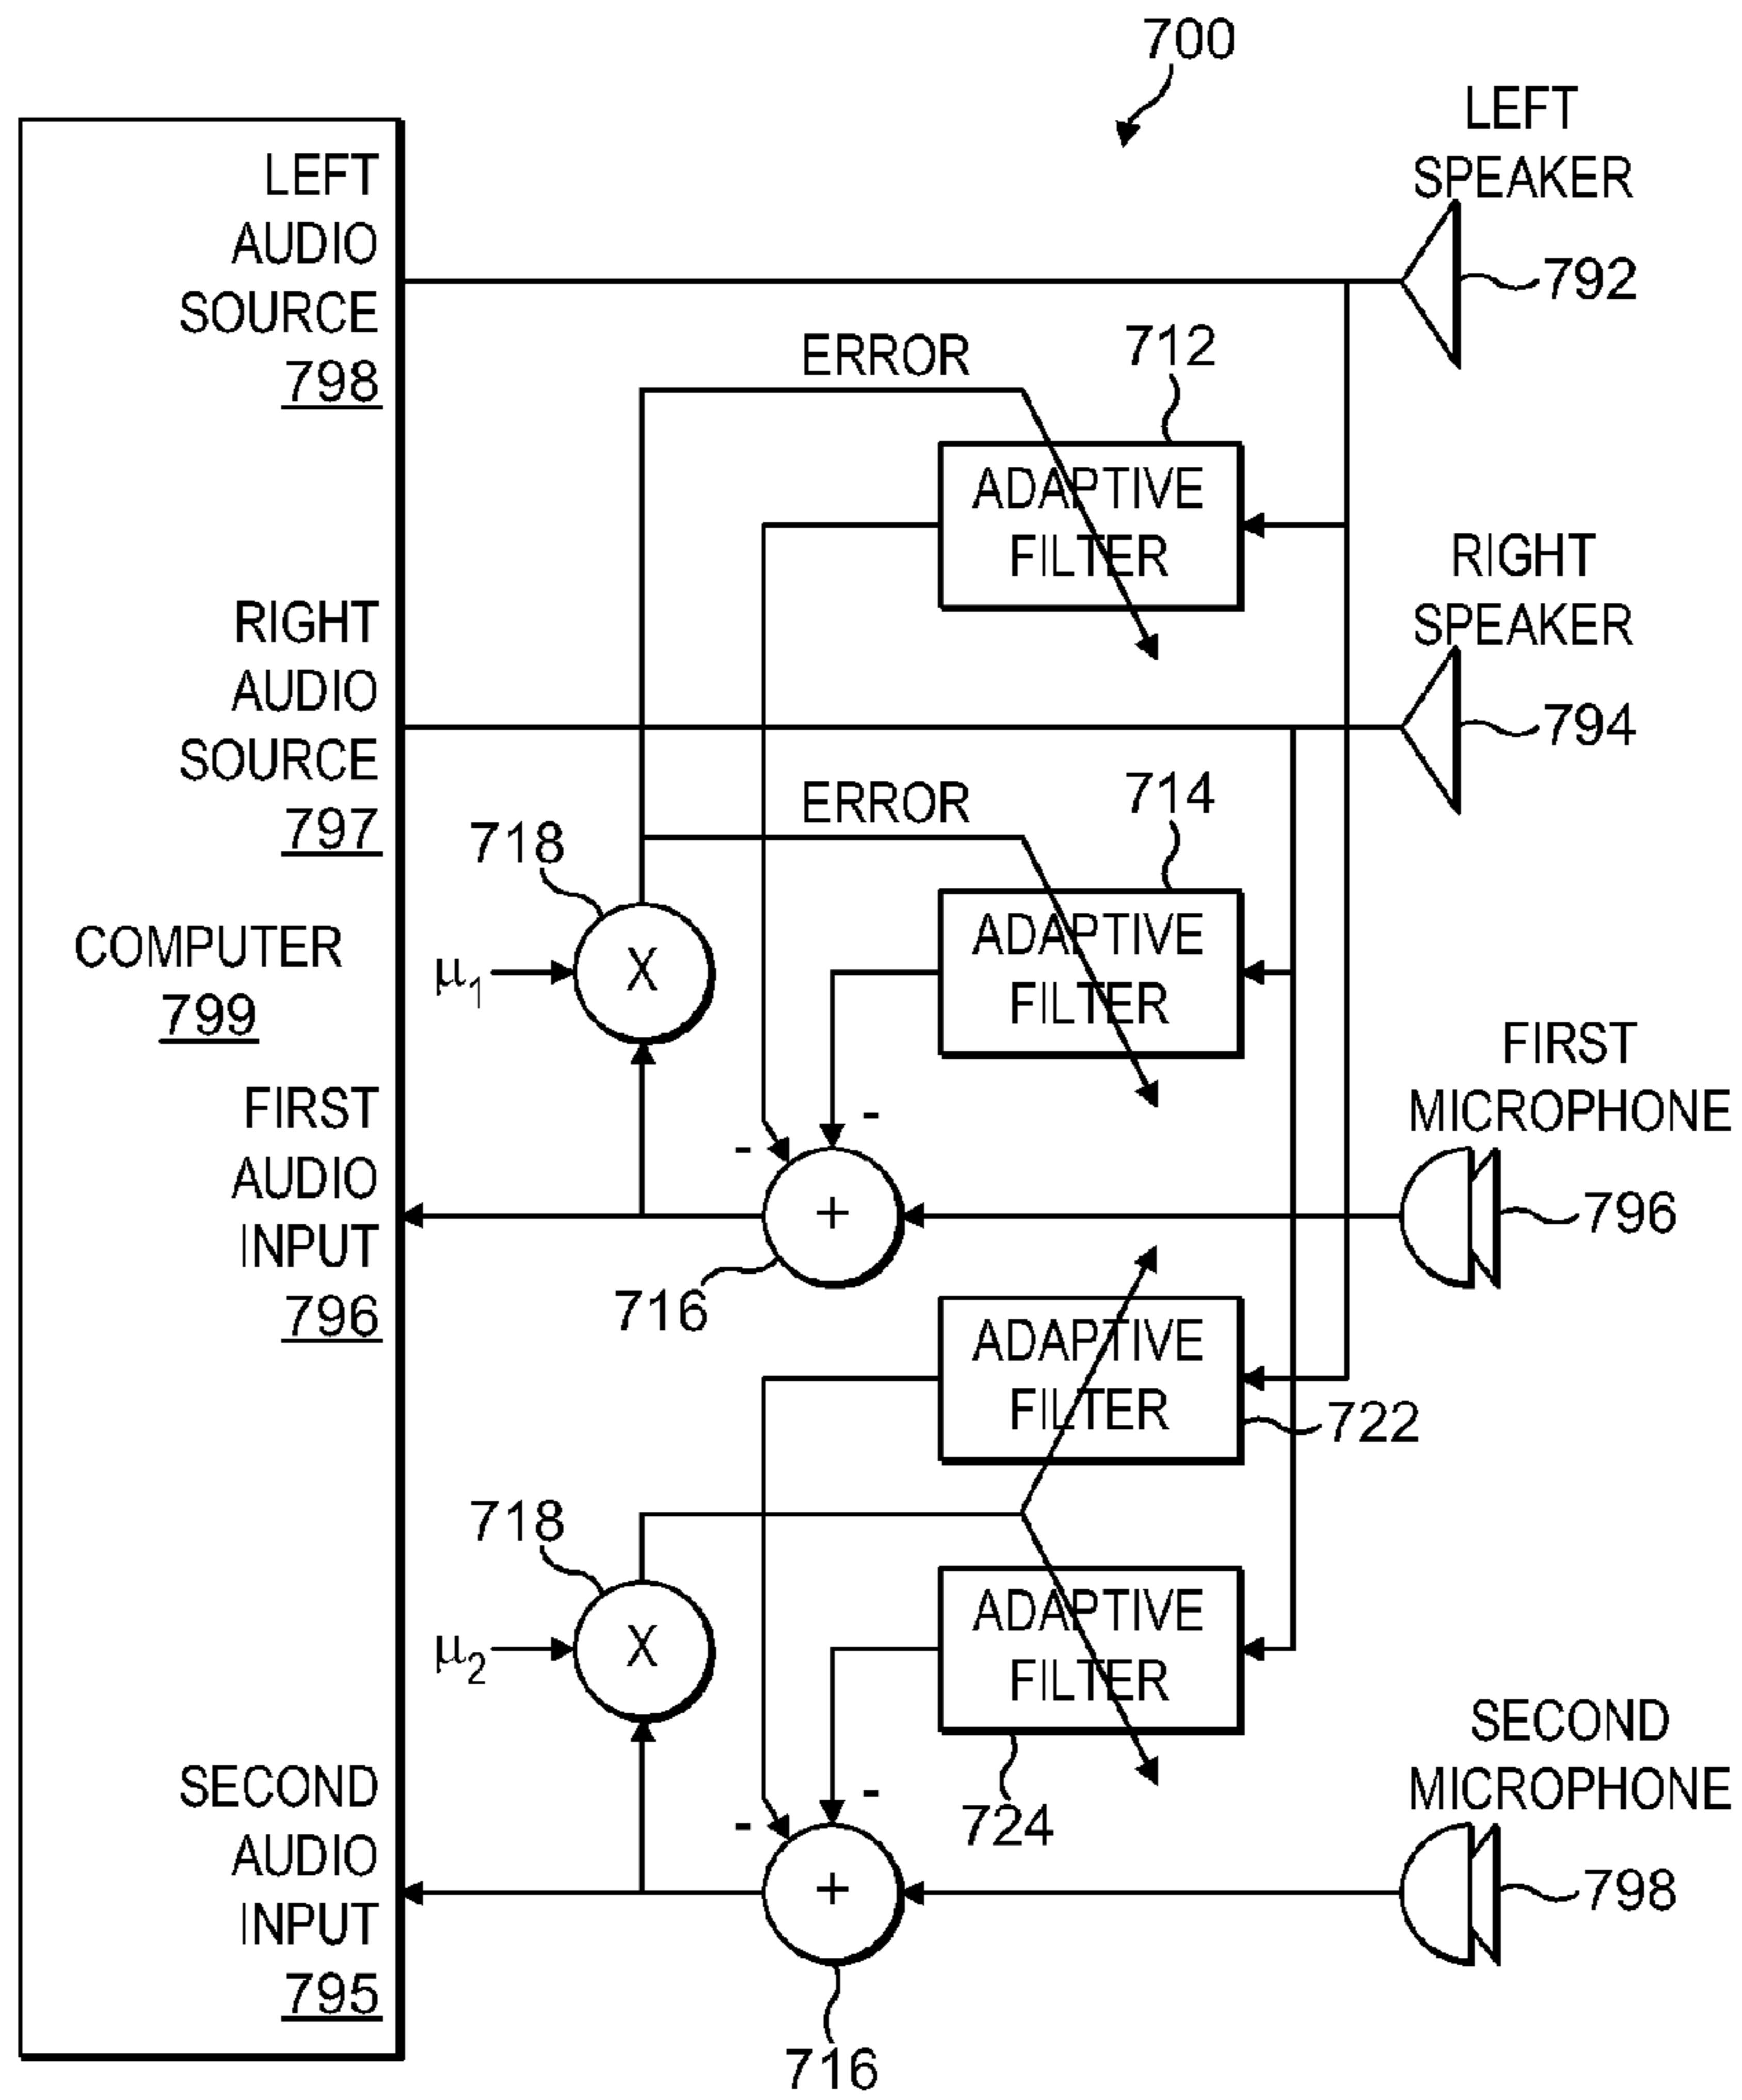 700
LEFT
SPEAKER
792
LEFT
AUDIO
SOURCE
798
ERROR
712
ADAPTIVE
FILTER
RIGHT
SPEAKER
794
RIGHT
AUDIO
SOURCE
797
ERROR
714
718
ADAPTIVE
FILTER
COMPUTER
799
μ1
X
FIRST
MICROPHONE
796
FIRST
AUDIO
INPUT
796
-
-
+
716
ADAPTIVE
FILTER
722
718
μ2
X
ADAPTIVE
FILTER
724
SECOND
MICROPHONE
798
SECOND
AUDIO
INPUT
795
-
-
+
716